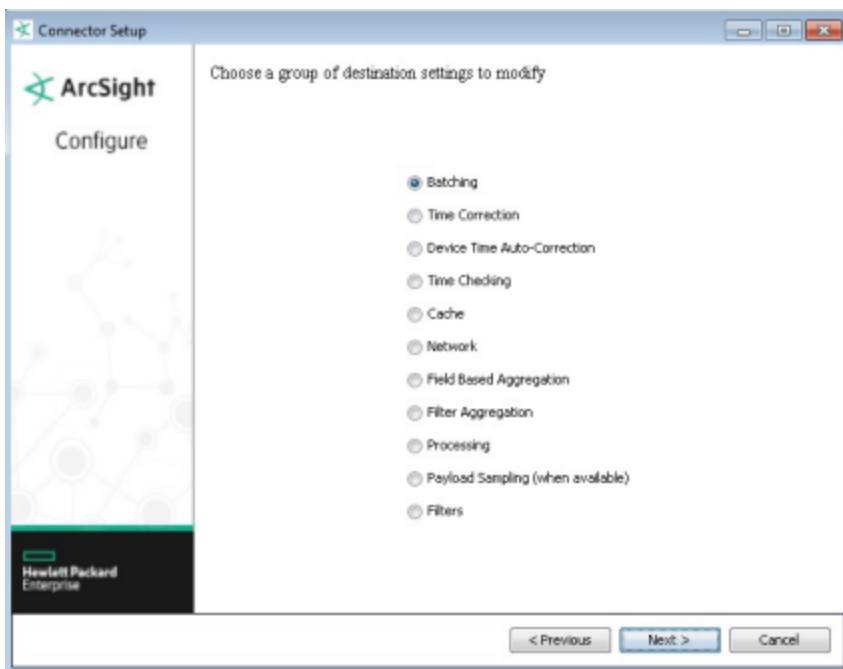 Connector Setup
ArcSight
Configure
Choose a group of destination settings to modify
Batching
Time Correction
Device Time Auto-Correction
Time Checking
Cache
Network
Field Based Aggregation
Filter Aggregation
Processing
Payload Sampling (when available)
Filters
Hewlett Packard
Enterprise
< Previous
Next >
Cancel